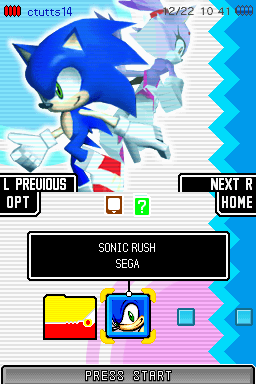 ctutts14
12/22 10 41
L PREVIOUS
NEXT R
OPT
?
HOME
SONIC RUSH
SEGA
PRESS START